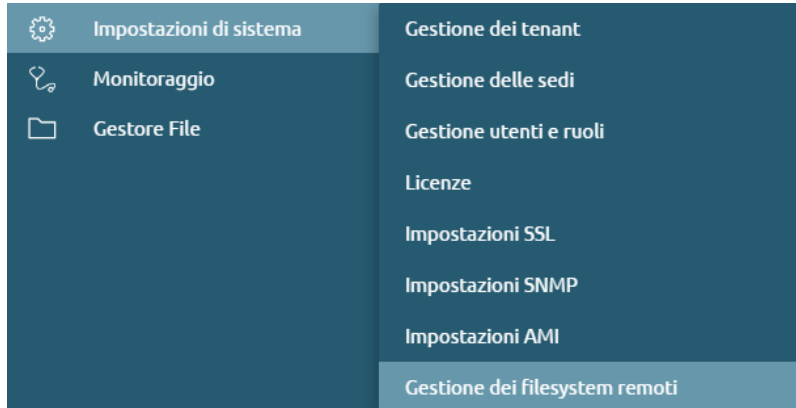 Impostazioni di sistema
Monitoraggio
Gestore File
Gestione dei tenant
Gestione delle sedi
Gestione utenti e ruoli
Licenze
Impostazioni SSL
Impostazioni SNMP
Impostazioni AMI
Gestione dei filesystem remoti